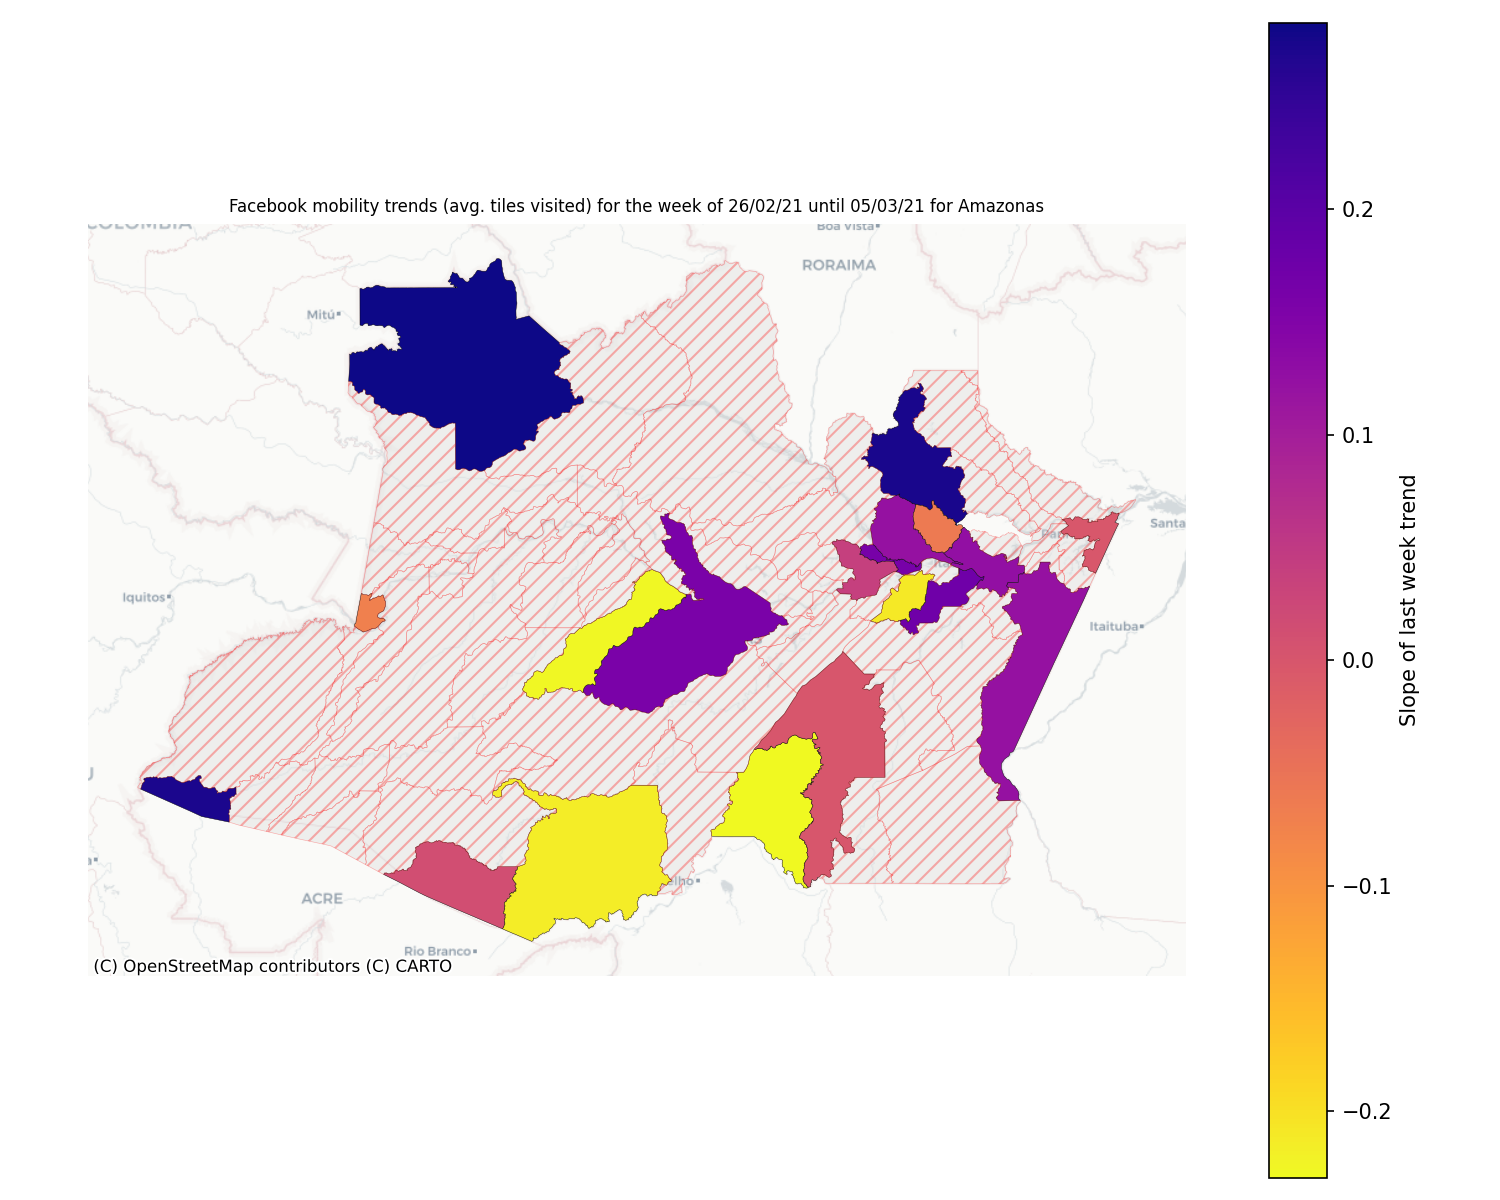 Facebook mobility trends (avg. tiles visited) for the week of 26/02/21 until 05/03/21 for Amazonas
COLOMBIA
Boa Vista
RORAIMA
Mitú
Santa
Iquitos
Itaituba
ACRE
Rio Branco
(C) OpenStreetMap contributors (C) CARTO
0.2
0.1
0.0
−0.1
−0.2
Slope of last week trend